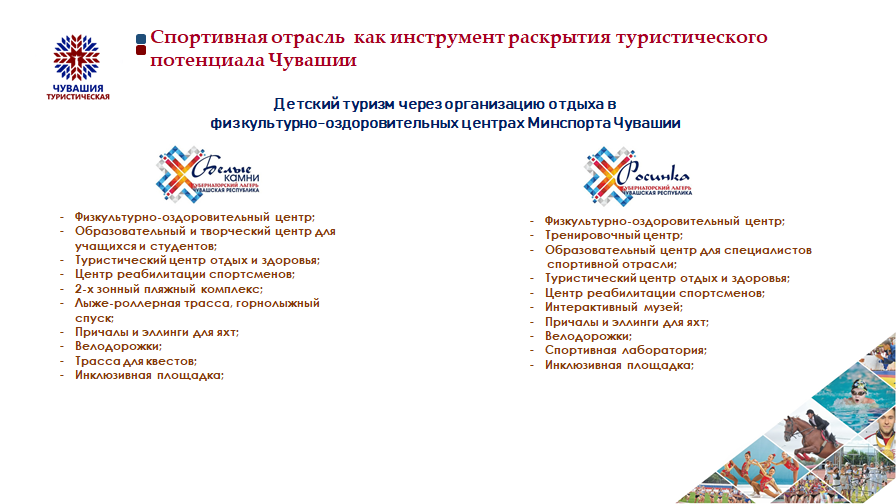 Спортивная отрасль как инструмент раскрытия туристического
потенциала Чувашии
ЧУВАШИЯ
ТУРИСТИЧЕСКАЯ
Детский туризм через организацию отдыха в
физкультурно-оздоровительных центрах Минспорта Чувашии
Белые
КАМНИ
ГУБЕРНАТОРСКИЙ ЛАГЕРЬ
ЧУВАШСКАЯ РЕСПУБЛИКА
- Физкультурно-оздоровительный центр;
- Образовательный и творческий центр для
учащихся и студентов;
- Туристический центр отдых и здоровья;
- Центр реабилитации спортсменов;
- 2-х зонный пляжный комплекс;
- Лыже-роллерная трасса, горнолыжный
спуск;
- Причалы и эллинги для яхт;
- Велодорожки;
- Трасса для квестов;
- Инклюзивная площадка;
Росинка
ГУБЕРНАТОРСКИЙ ЛАГЕРЬ
ЧУВАШСКАЯ РЕСПУБЛИКА
- Физкультурно-оздоровительный центр;
- Тренировочный центр;
- Образовательный центр для специалистов
спортивной отрасли;
- Туристический центр отдых и здоровья;
- Центр реабилитации спортсменов;
- Интерактивный музей;
- Причалы и эллинги для яхт;
- Велодорожки;
- Спортивная лаборатория;
- Инклюзивная площадка;